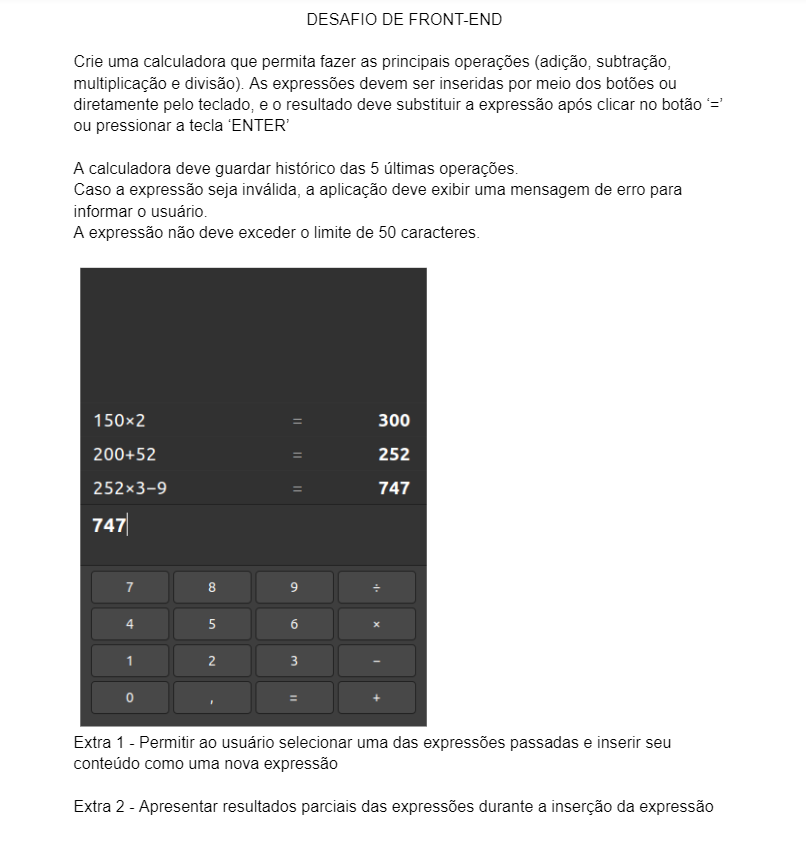 DESAFIO DE FRONT-END
Crie uma calculadora que permita fazer as principais operações (adição, subtração,
multiplicação e divisão). As expressões devem ser inseridas por meio dos botões ou
diretamente pelo teclado, e o resultado deve substituir a expressão após clicar no botão ‘=’
ou pressionar a tecla ‘ENTER’
A calculadora deve guardar histórico das 5 últimas operações.
Caso a expressão seja inválida, a aplicação deve exibir uma mensagem de erro para
informar o usuário.
A expressão não deve exceder o limite de 50 caracteres.
150×2 = 300
200+52 = 252
252×3−9 = 747
747
7 8 9 ÷
4 5 6 ×
1 2 3 −
0 , = +
Extra 1 - Permitir ao usuário selecionar uma das expressões passadas e inserir seu
conteúdo como uma nova expressão
Extra 2 - Apresentar resultados parciais das expressões durante a inserção da expressão